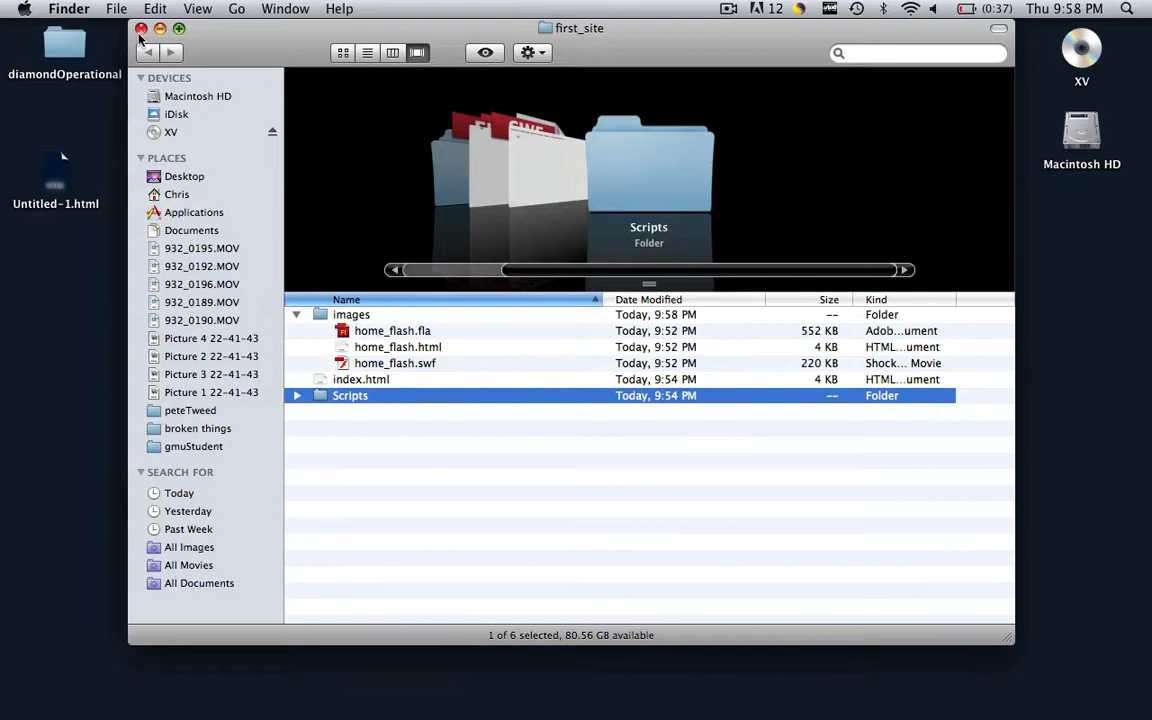 Finder File Edit View Go Window Help 12 (0:37) Thu 9:58 PM
first_site
diamondOperational
Untitled-1.html
XV
Macintosh HD
DEVICES
Macintosh HD
iDisk
XV
PLACES
Desktop
Chris
Applications
Documents
932_0195.MOV
932_0192.MOV
932_0196.MOV
932_0189.MOV
932_0190.MOV
Picture 4 22-41-43
Picture 2 22-41-43
Picture 3 22-41-43
Picture 1 22-41-43
peteTweed
broken things
gmuStudent
SEARCH FOR
Today
Yesterday
Past Week
All Images
All Movies
All Documents
SWF
Scripts
Folder
Name Date Modified Size Kind
images Today, 9:58 PM -- Folder
home_flash.fla Today, 9:52 PM 552 KB Adob...ument
home_flash.html Today, 9:52 PM 4 KB HTML...ument
home_flash.swf Today, 9:52 PM 220 KB Shock... Movie
index.html Today, 9:54 PM 4 KB HTML...ument
Scripts Today, 9:54 PM -- Folder
1 of 6 selected, 80.56 GB available